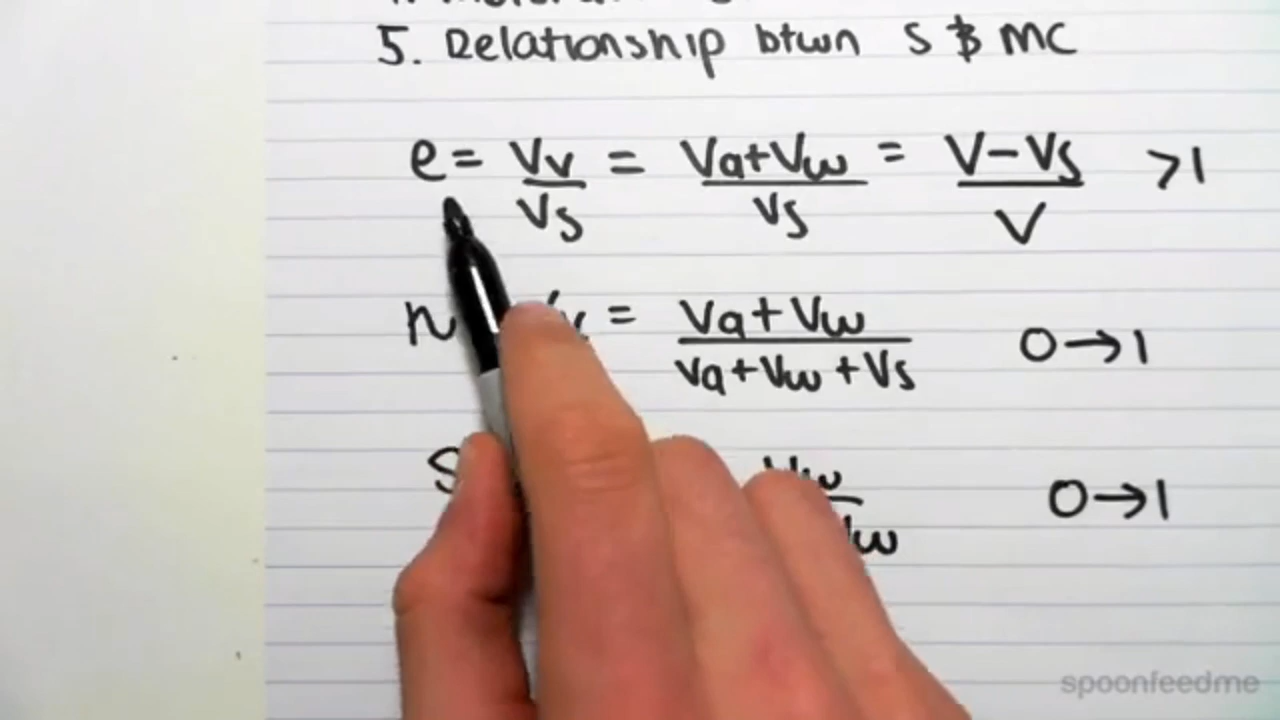 5. Relationship btwn S & MC
e = Vv/Vs = Va+Vw/Vs = V-Vs/V >1
n = Va+Vw/Va+Vw+Vs 0→1
S 0→1
spoonfeedme